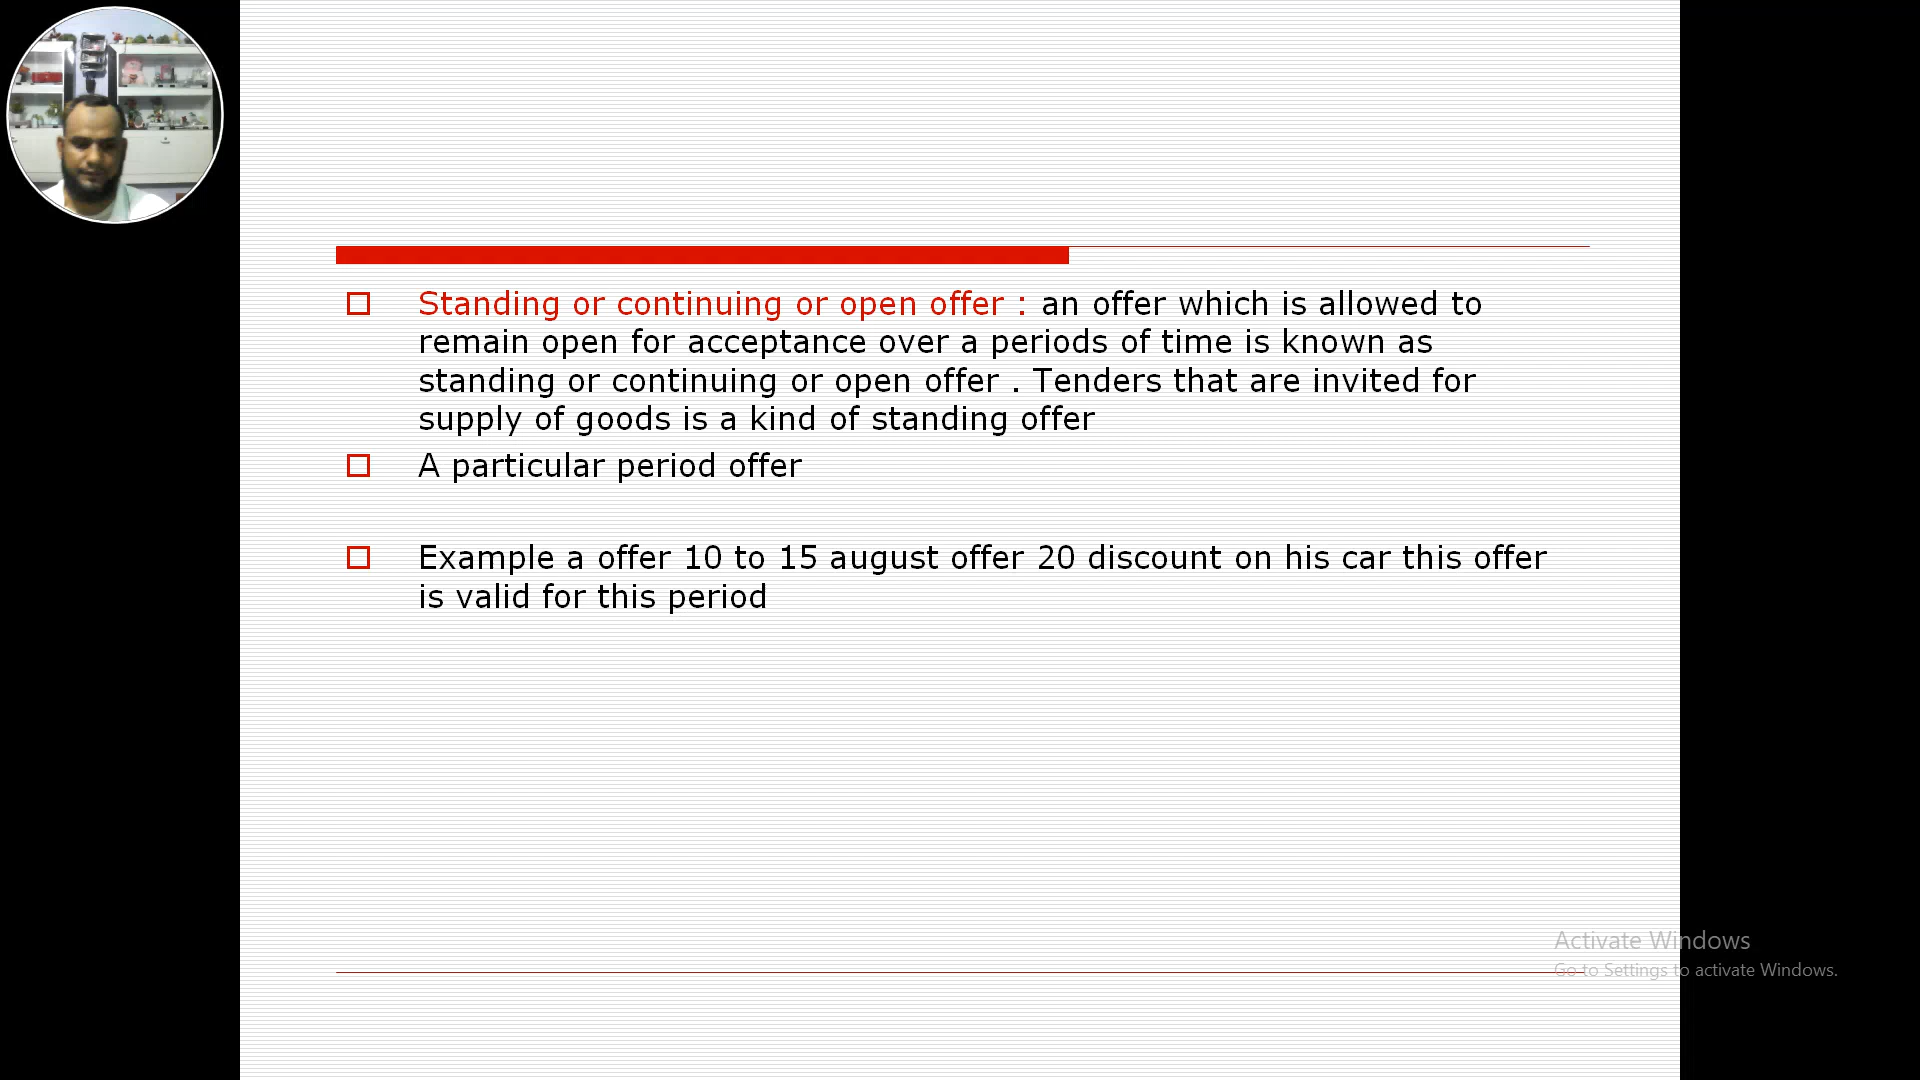 Standing or continuing or open offer : an offer which is allowed to
remain open for acceptance over a periods of time is known as
standing or continuing or open offer . Tenders that are invited for
supply of goods is a kind of standing offer
A particular period offer
Example a offer 10 to 15 august offer 20 discount on his car this offer
is valid for this period
Activate Windows
Go to Settings to activate Windows.